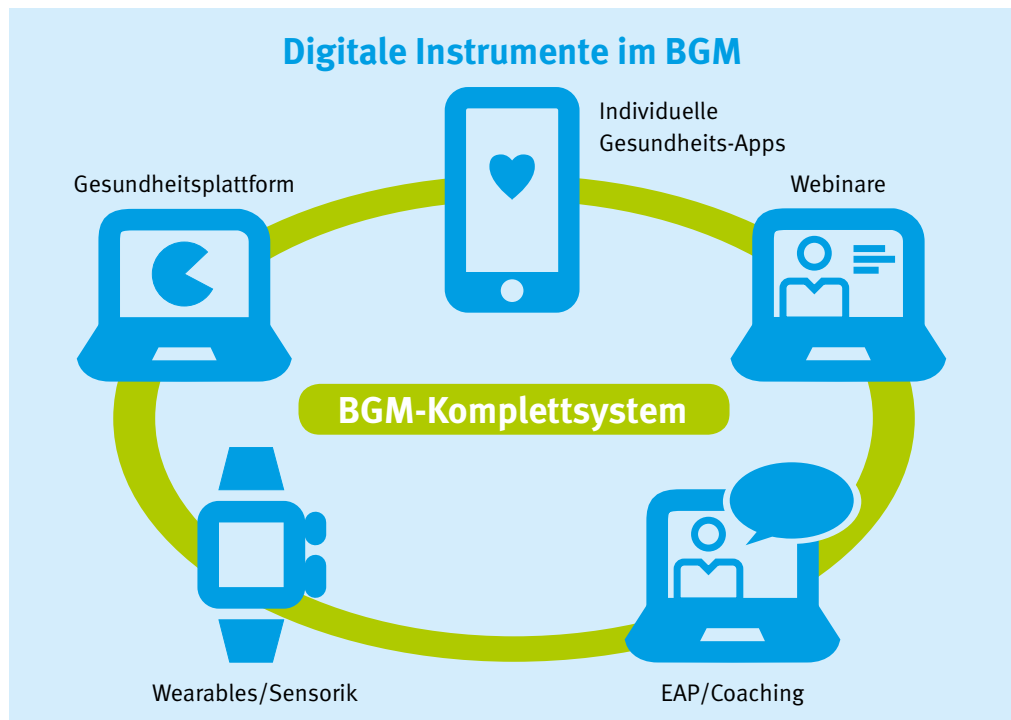 Digitale Instrumente im BGM
Individuelle
Gesundheits-Apps
Gesundheitsplattform
Webinare
BGM-Komplettsystem
Wearables/Sensorik
EAP/Coaching